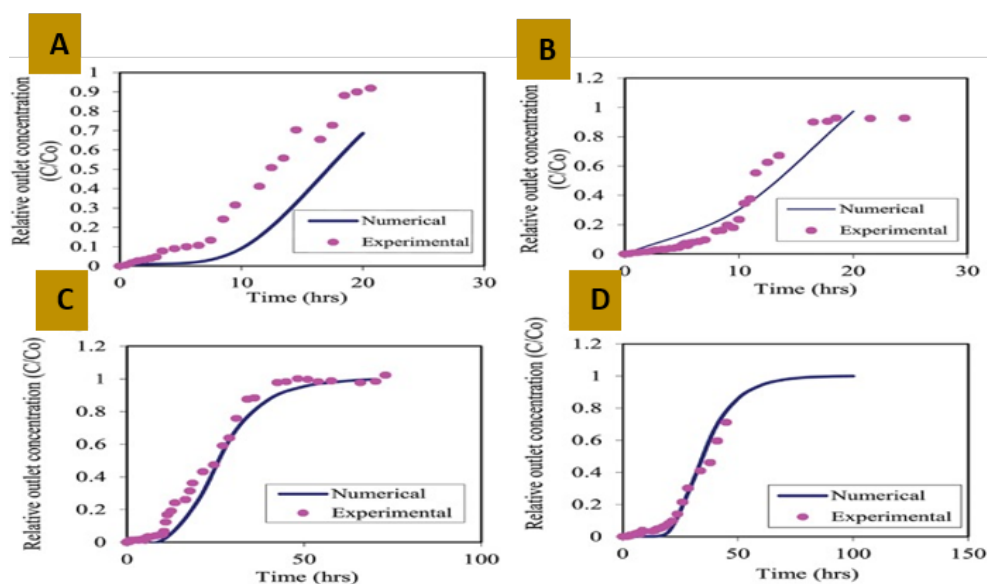 A
Relative outlet concentration
(C/Co)
1
0.9
0.8
0.7
0.6
0.5
0.4
0.3
0.2
0.1
0
Numerical
Experimental
0 10 20 30
Time (hrs)
B
Relative outlet concentration
(C/Co)
1.2
1
0.8
0.6
0.4
0.2
0
Numerical
Experimental
0 10 20 30
Time (hrs)
C
Relative outlet concentration (C/Co)
1.2
1
0.8
0.6
0.4
0.2
0
Numerical
Experimental
0 50 100
Time (hrs)
D
Relative outlet concentration (C/Co)
1.2
1
0.8
0.6
0.4
0.2
0
Numerical
Experimental
0 50 100 150
Time (hrs)